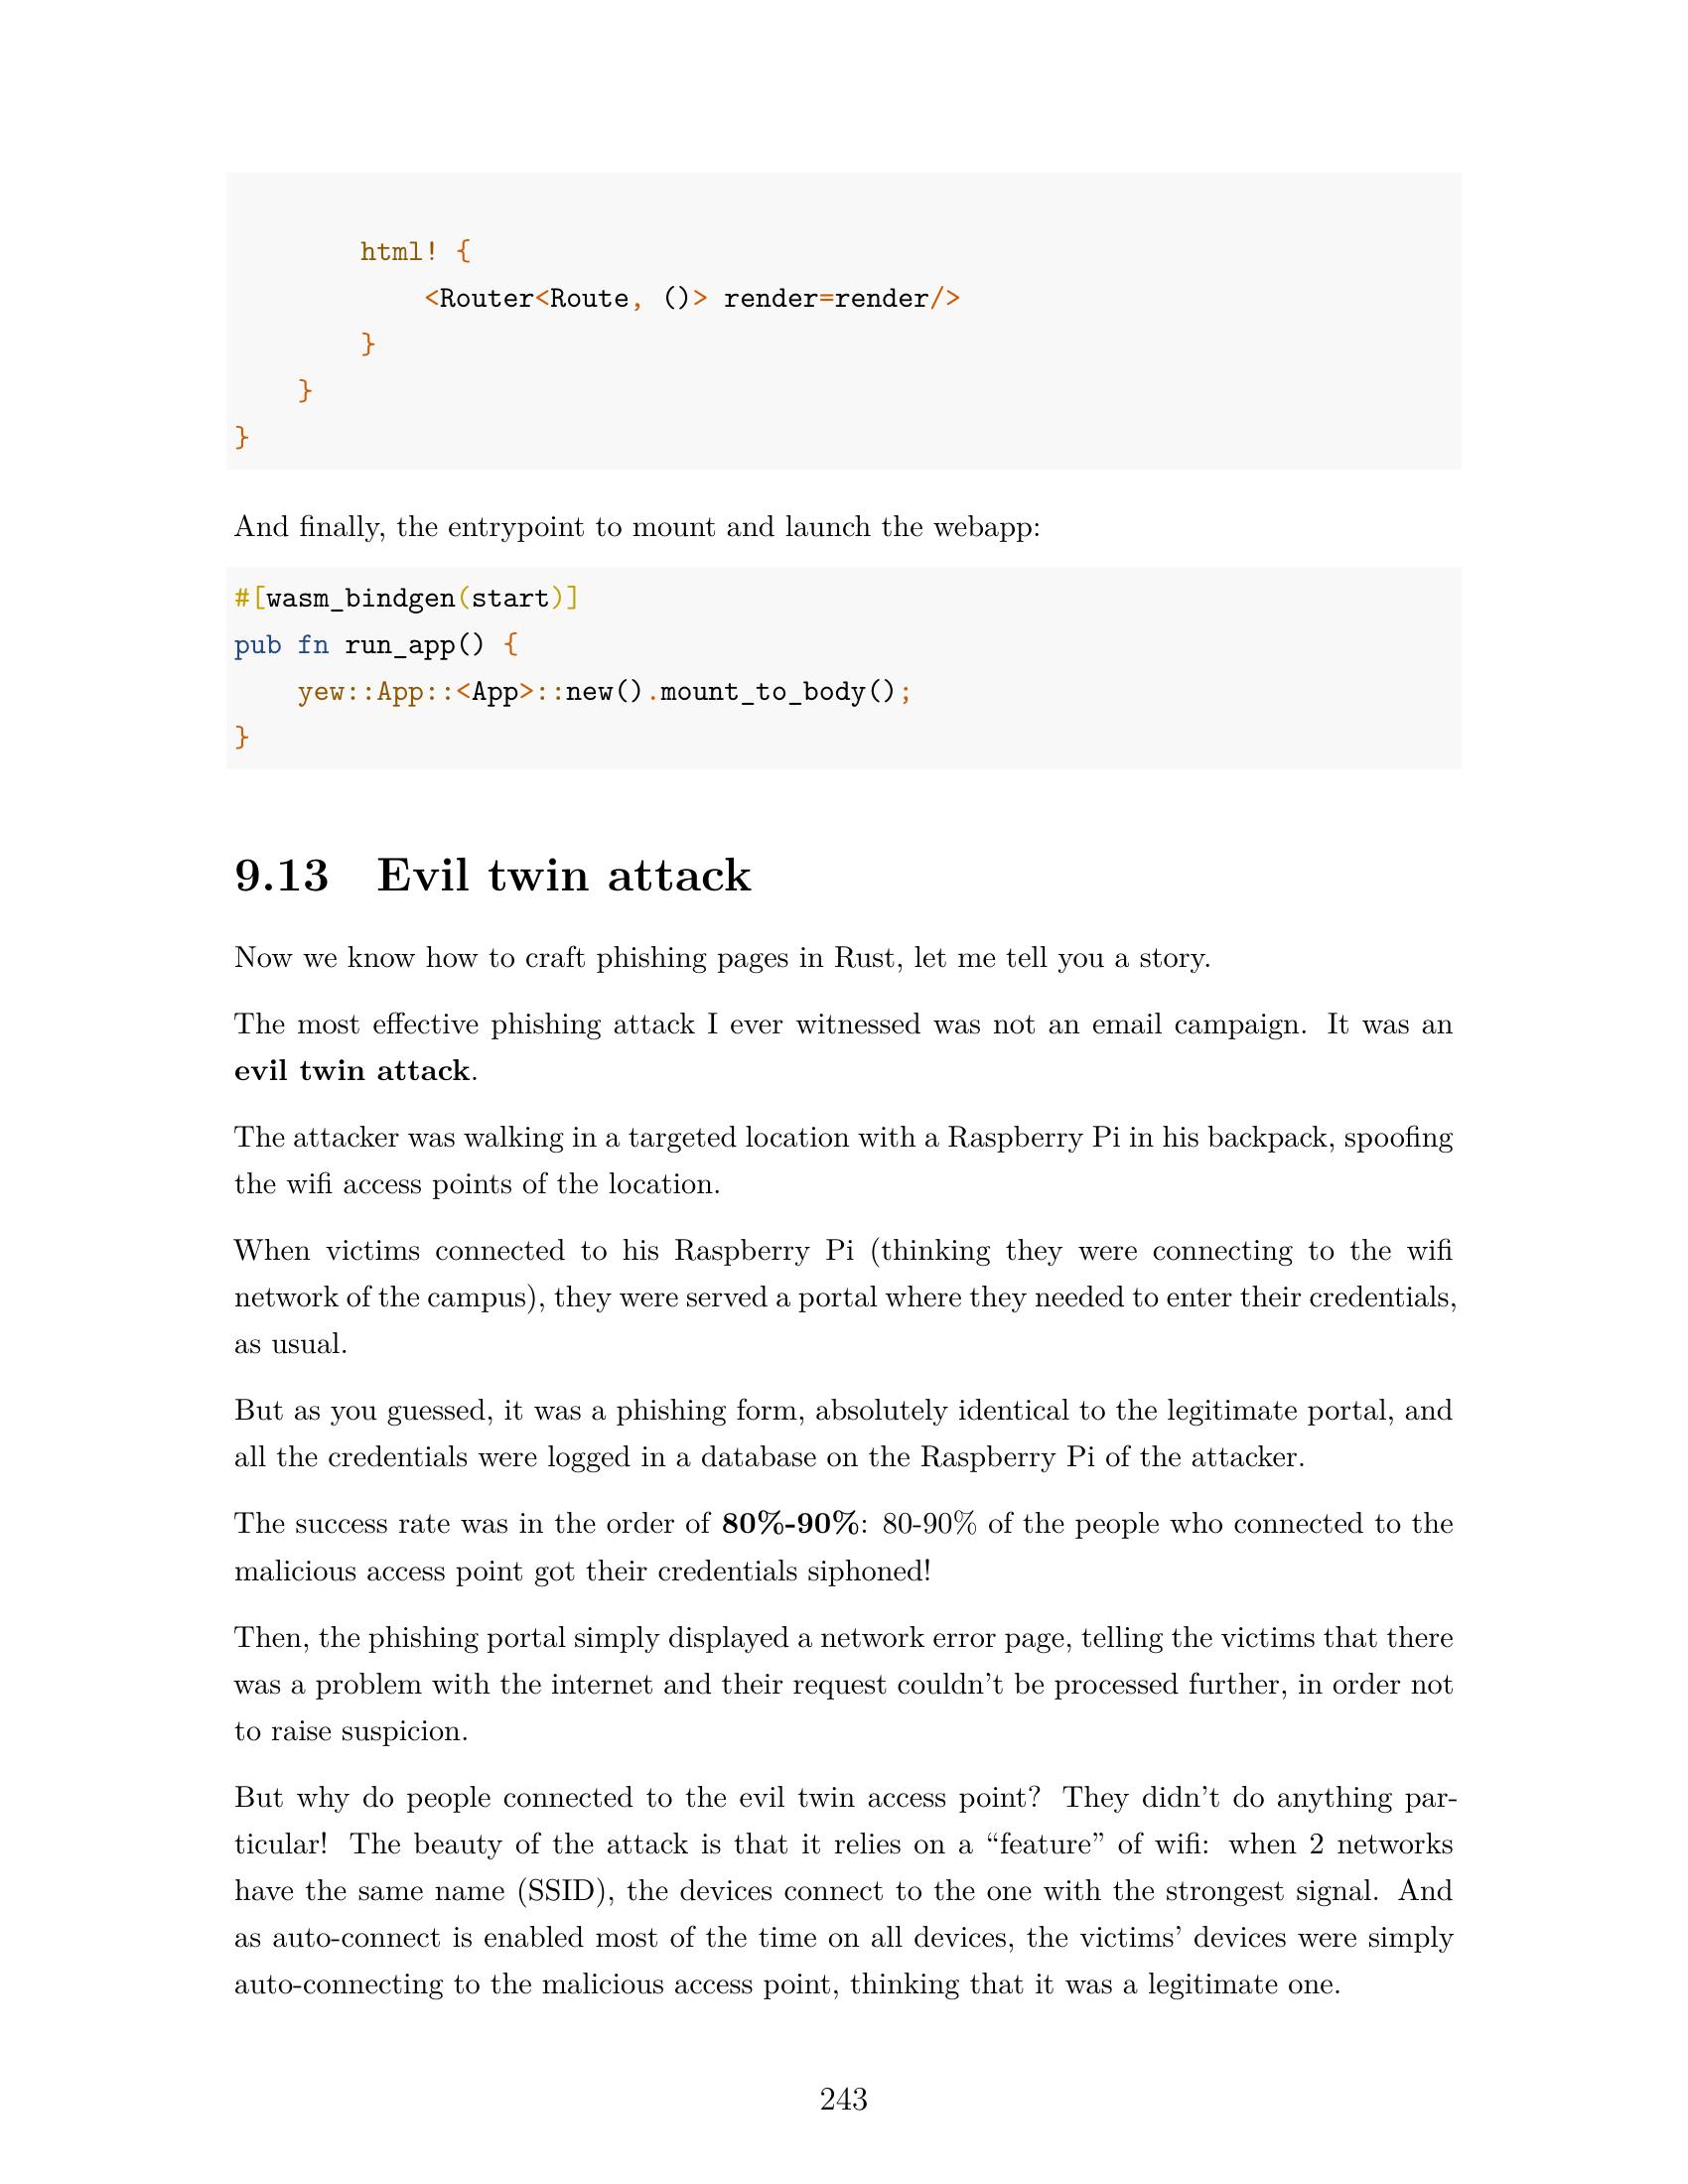 html! {
<Router<Route, ()> render=render/>
}
}
}
And finally, the entrypoint to mount and launch the webapp:
#[wasm_bindgen(start)]
pub fn run_app() {
yew::App::<App>::new().mount_to_body();
}
9.13 Evil twin attack
Now we know how to craft phishing pages in Rust, let me tell you a story.
The most effective phishing attack I ever witnessed was not an email campaign. It was an
evil twin attack.
The attacker was walking in a targeted location with a Raspberry Pi in his backpack, spoofing
the wifi access points of the location.
When victims connected to his Raspberry Pi (thinking they were connecting to the wifi
network of the campus), they were served a portal where they needed to enter their credentials,
as usual.
But as you guessed, it was a phishing form, absolutely identical to the legitimate portal, and
all the credentials were logged in a database on the Raspberry Pi of the attacker.
The success rate was in the order of 80%-90%: 80-90% of the people who connected to the
malicious access point got their credentials siphoned!
Then, the phishing portal simply displayed a network error page, telling the victims that there
was a problem with the internet and their request couldn't be processed further, in order not
to raise suspicion.
But why do people connected to the evil twin access point? They didn't do anything par-
ticular! The beauty of the attack is that it relies on a “feature” of wifi: when 2 networks
have the same name (SSID), the devices connect to the one with the strongest signal. And
as auto-connect is enabled most of the time on all devices, the victims' devices were simply
auto-connecting to the malicious access point, thinking that it was a legitimate one.
243